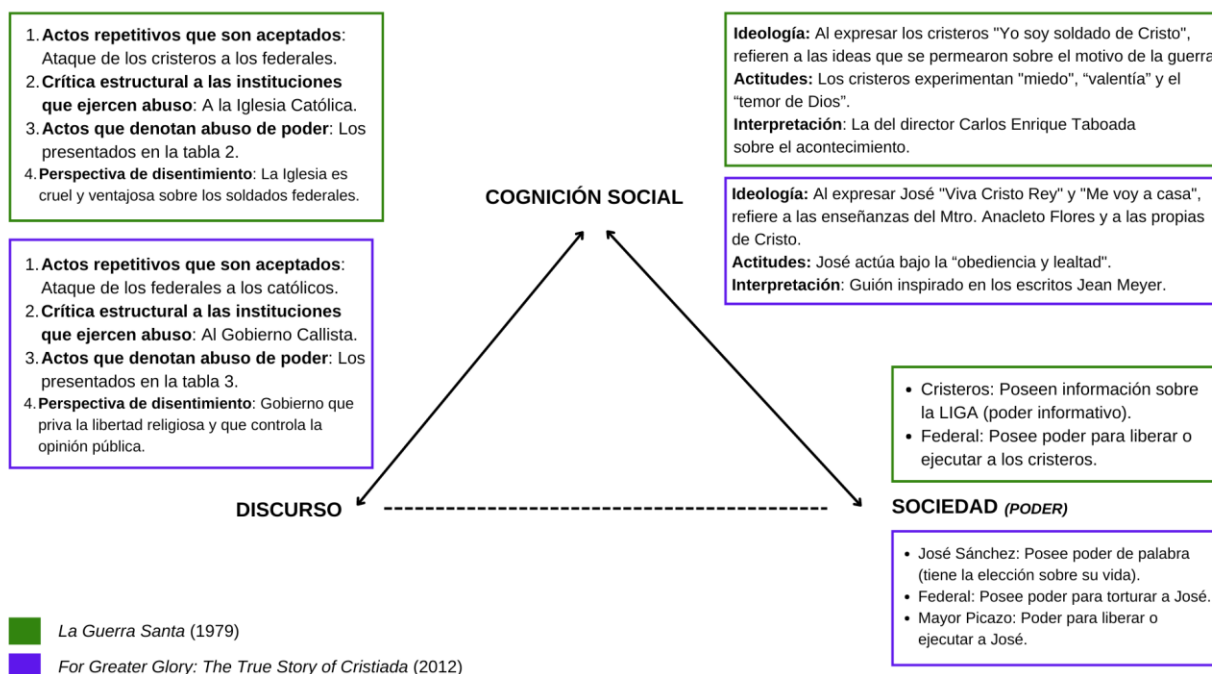 1. Actos repetitivos que son aceptados:
Ataque de los cristeros a los federales.
2. Crítica estructural a las instituciones
que ejercen abuso: A la Iglesia Católica.
3. Actos que denotan abuso de poder: Los
presentados en la tabla 2.
4. Perspectiva de disentimiento: La Iglesia es
cruel y ventajosa sobre los soldados federales.
1. Actos repetitivos que son aceptados:
Ataque de los federales a los católicos.
2. Crítica estructural a las instituciones
que ejercen abuso: Al Gobierno Callista.
3. Actos que denotan abuso de poder: Los
presentados en la tabla 3.
4. Perspectiva de disentimiento: Gobierno que
priva la libertad religiosa y que controla la
opinión pública.
COGNICIÓN SOCIAL
Ideología: Al expresar los cristeros "Yo soy soldado de Cristo",
refieren a las ideas que se permearon sobre el motivo de la guerra
Actitudes: Los cristeros experimentan "miedo", “valentía” y el
“temor de Dios”.
Interpretación: La del director Carlos Enrique Taboada
sobre el acontecimiento.
Ideología: Al expresar José "Viva Cristo Rey" y "Me voy a casa",
refiere a las enseñanzas del Mtro. Anacleto Flores y a las propias
de Cristo.
Actitudes: José actúa bajo la “obediencia y lealtad".
Interpretación: Guión inspirado en los escritos Jean Meyer.
• Cristeros: Poseen información sobre
la LIGA (poder informativo).
• Federal: Posee poder para liberar o
ejecutar a los cristeros.
DISCURSO
SOCIEDAD (PODER)
• José Sánchez: Posee poder de palabra
(tiene la elección sobre su vida).
• Federal: Posee poder para torturar a José.
• Mayor Picazo: Poder para liberar o
ejecutar a José.
La Guerra Santa (1979)
For Greater Glory: The True Story of Cristiada (2012)